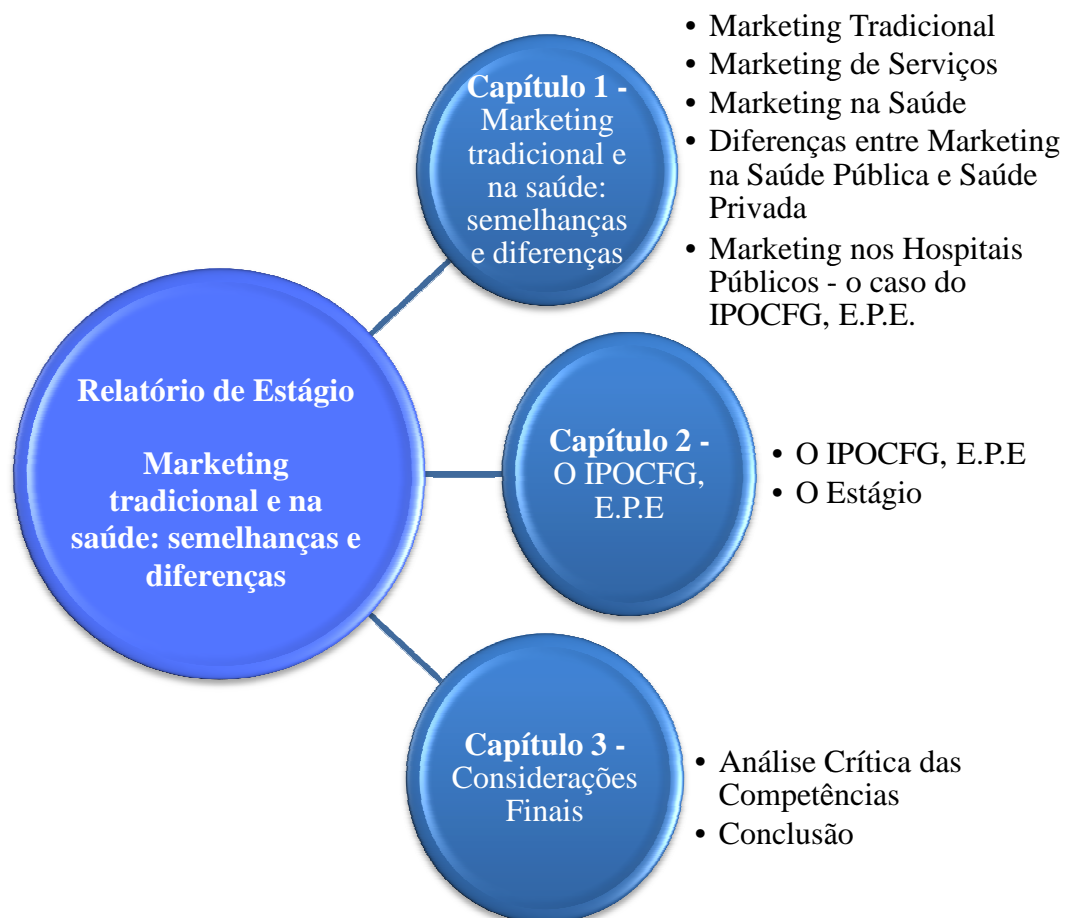 Relatório de Estágio
Marketing
tradicional e na
saúde: semelhanças e
diferenças
Capítulo 1 -
Marketing
tradicional e
na saúde:
semelhanças
e diferenças
• Marketing Tradicional
• Marketing de Serviços
• Marketing na Saúde
• Diferenças entre Marketing
na Saúde Pública e Saúde
Privada
• Marketing nos Hospitais
Públicos - o caso do
IPOCFG, E.P.E.
Capítulo 2 -
O IPOCFG,
E.P.E
• O IPOCFG, E.P.E
• O Estágio
Capítulo 3 -
Considerações
Finais
• Análise Crítica das
Competências
• Conclusão